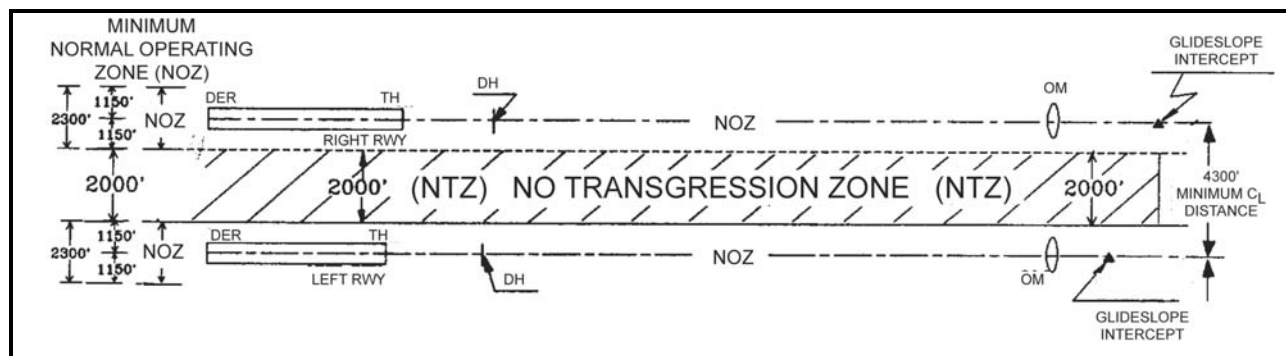 MINIMUM
NORMAL OPERATING
ZONE (NOZ)
GLIDESLOPE
INTERCEPT
DH
OM
DER
TH
1150'
2300'
NOZ
1150'
NOZ
RIGHT RWY
2000'
2000'
(NTZ) NO TRANSGRESSION ZONE (NTZ)
2000'
4300'
MINIMUM CL
DISTANCE
1150'
2300'
NOZ
1150'
DER
TH
NOZ
LEFT RWY
DH
OM
GLIDESLOPE
INTERCEPT